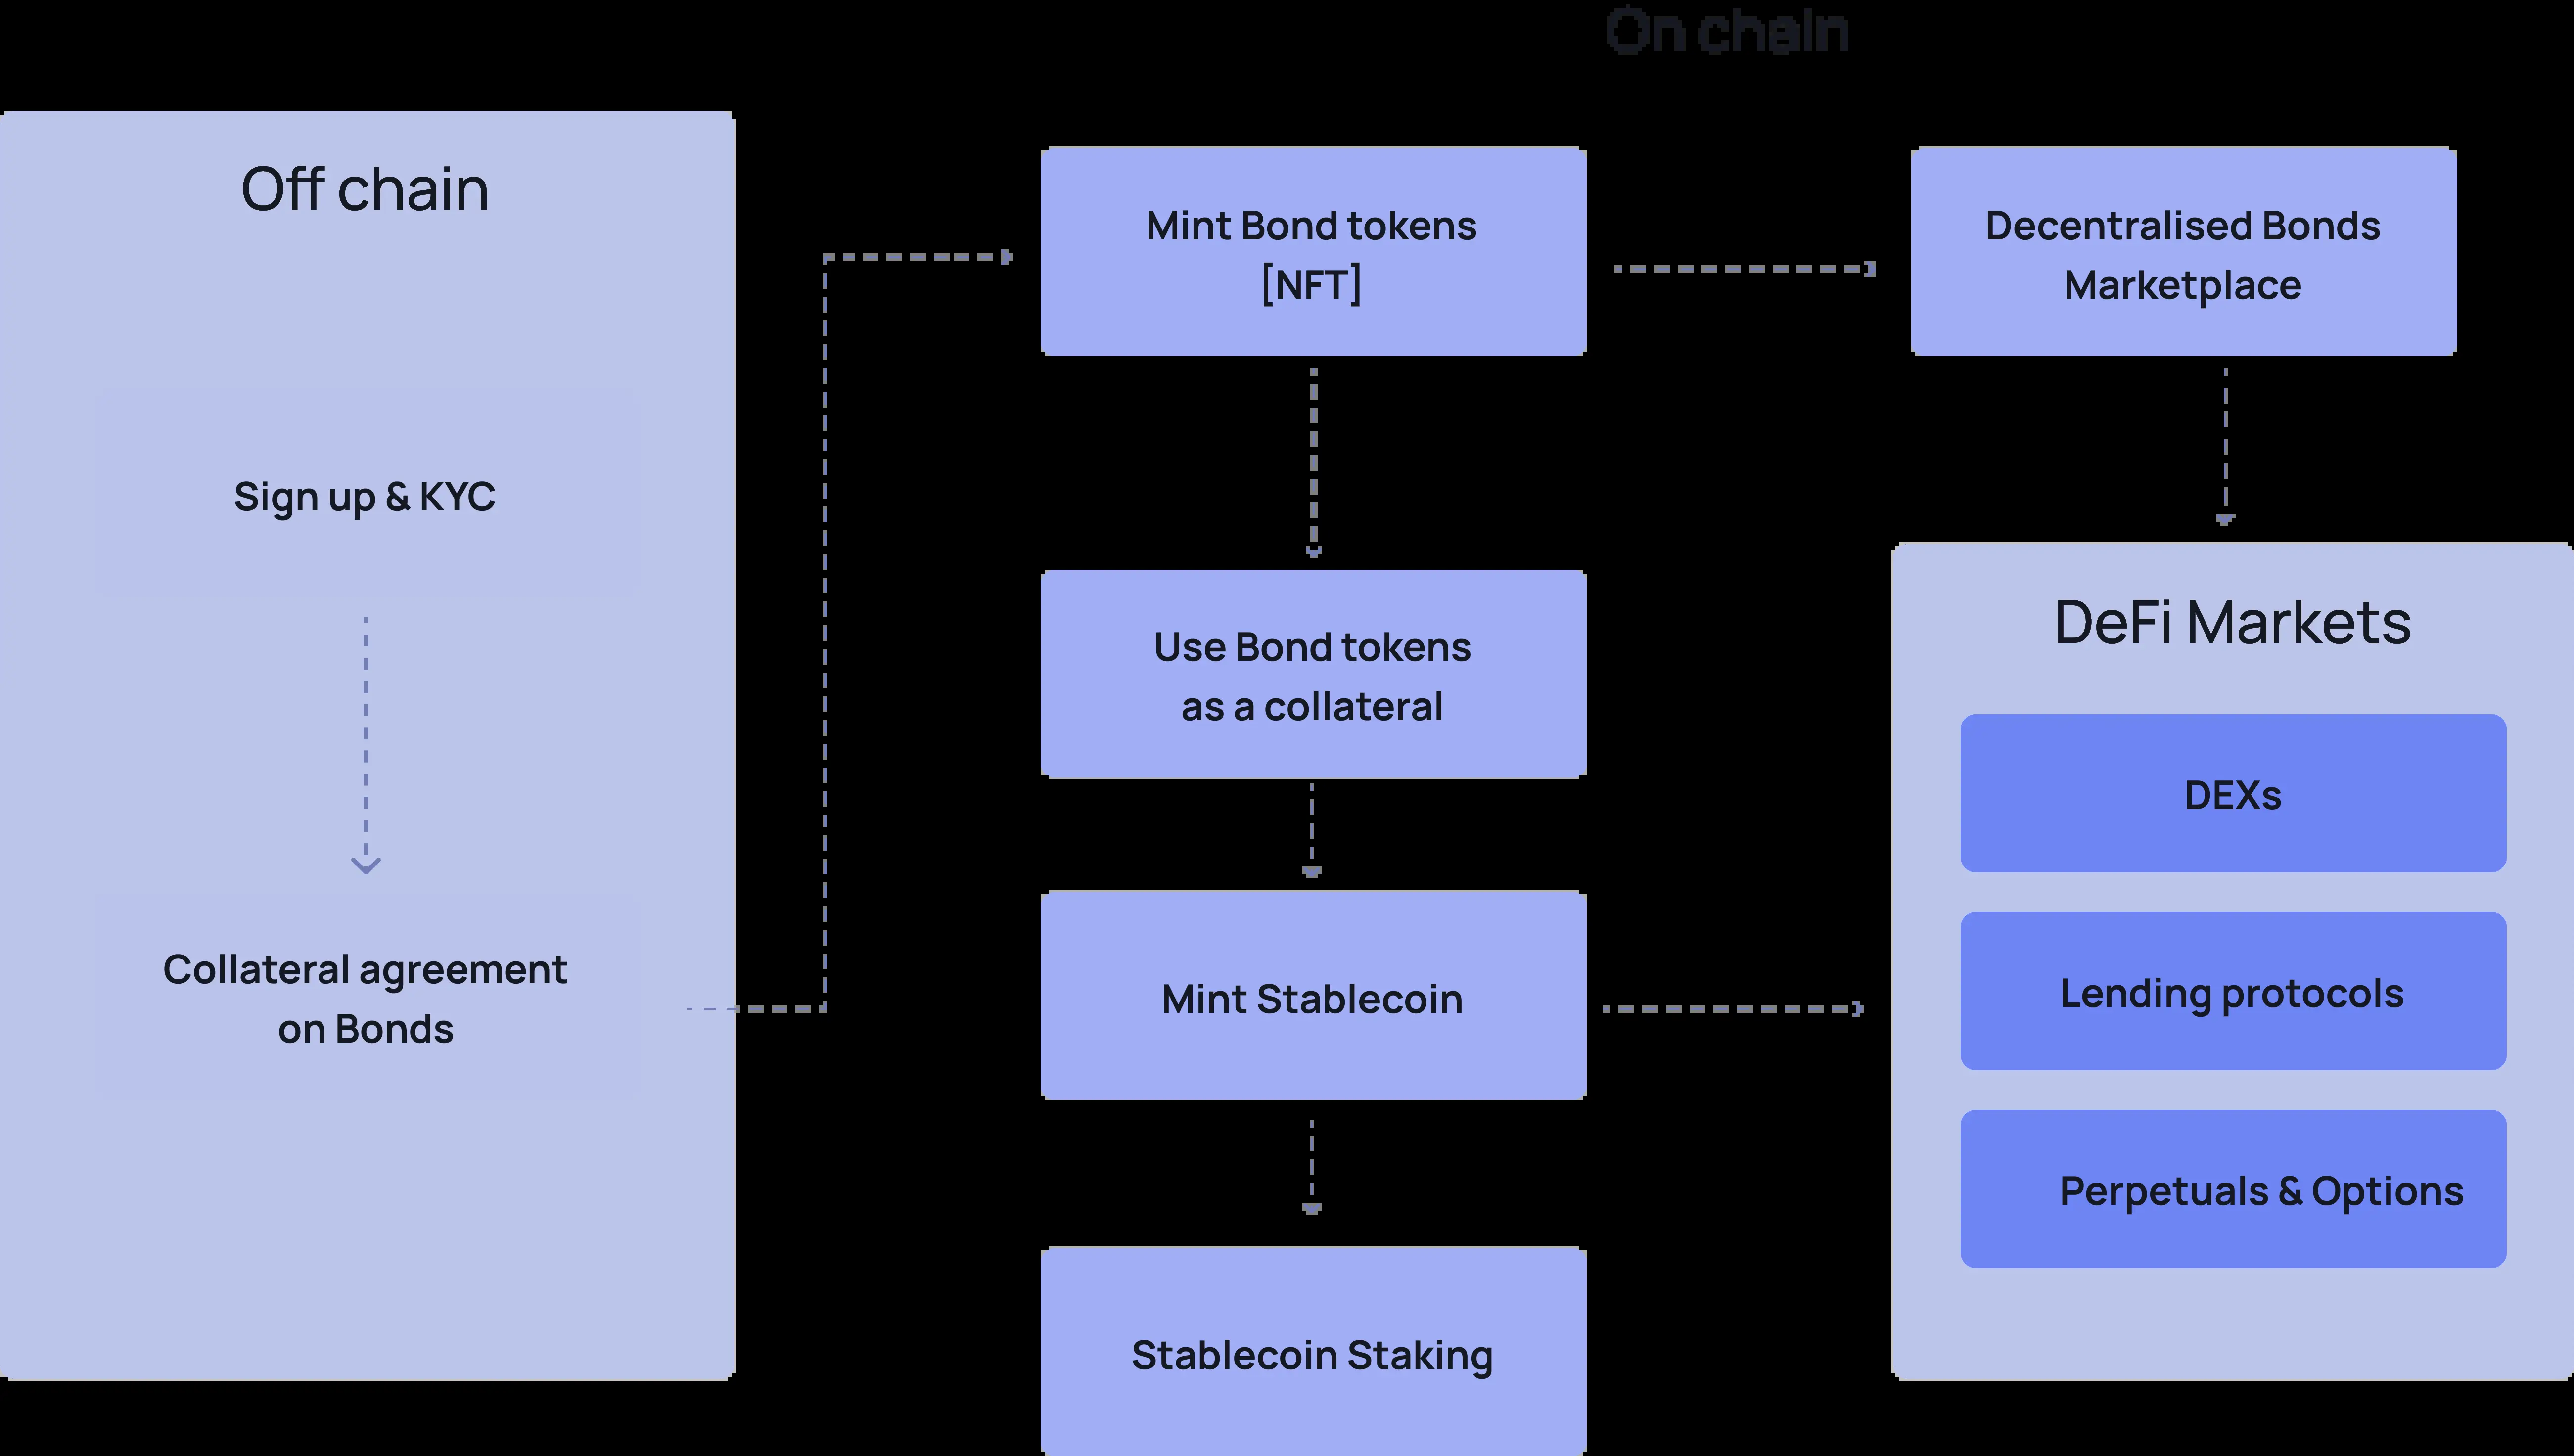 On chain
Off chain
Sign up & KYC
Collateral agreement
on Bonds
Mint Bond tokens
[NFT]
Use Bond tokens
as a collateral
Mint Stablecoin
Stablecoin Staking
Decentralised Bonds
Marketplace
DeFi Markets
DEXs
Lending protocols
Perpetuals & Options